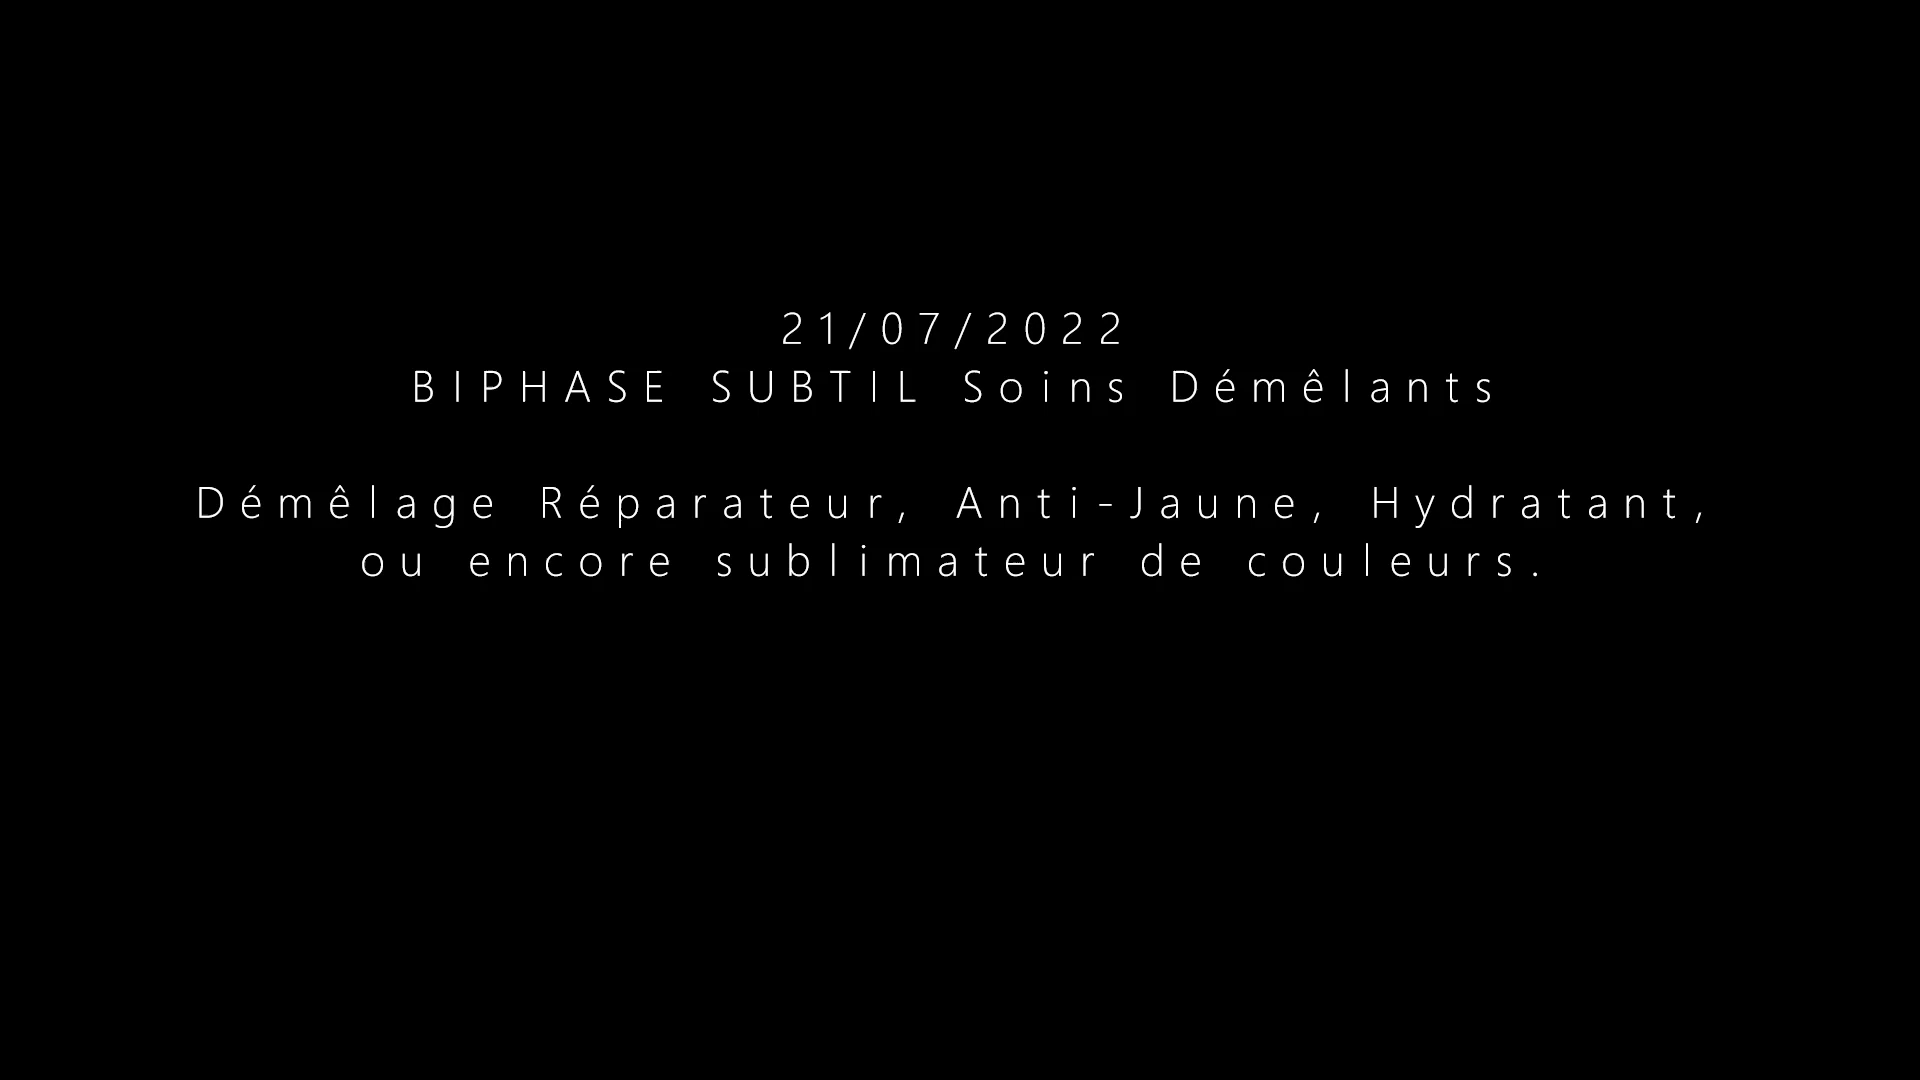 21/07/2022
BIPHASE SUBTIL Soins Démêlants
Démêlage Réparateur, Anti-Jaune, Hydratant,
ou encore sublimateur de couleurs.